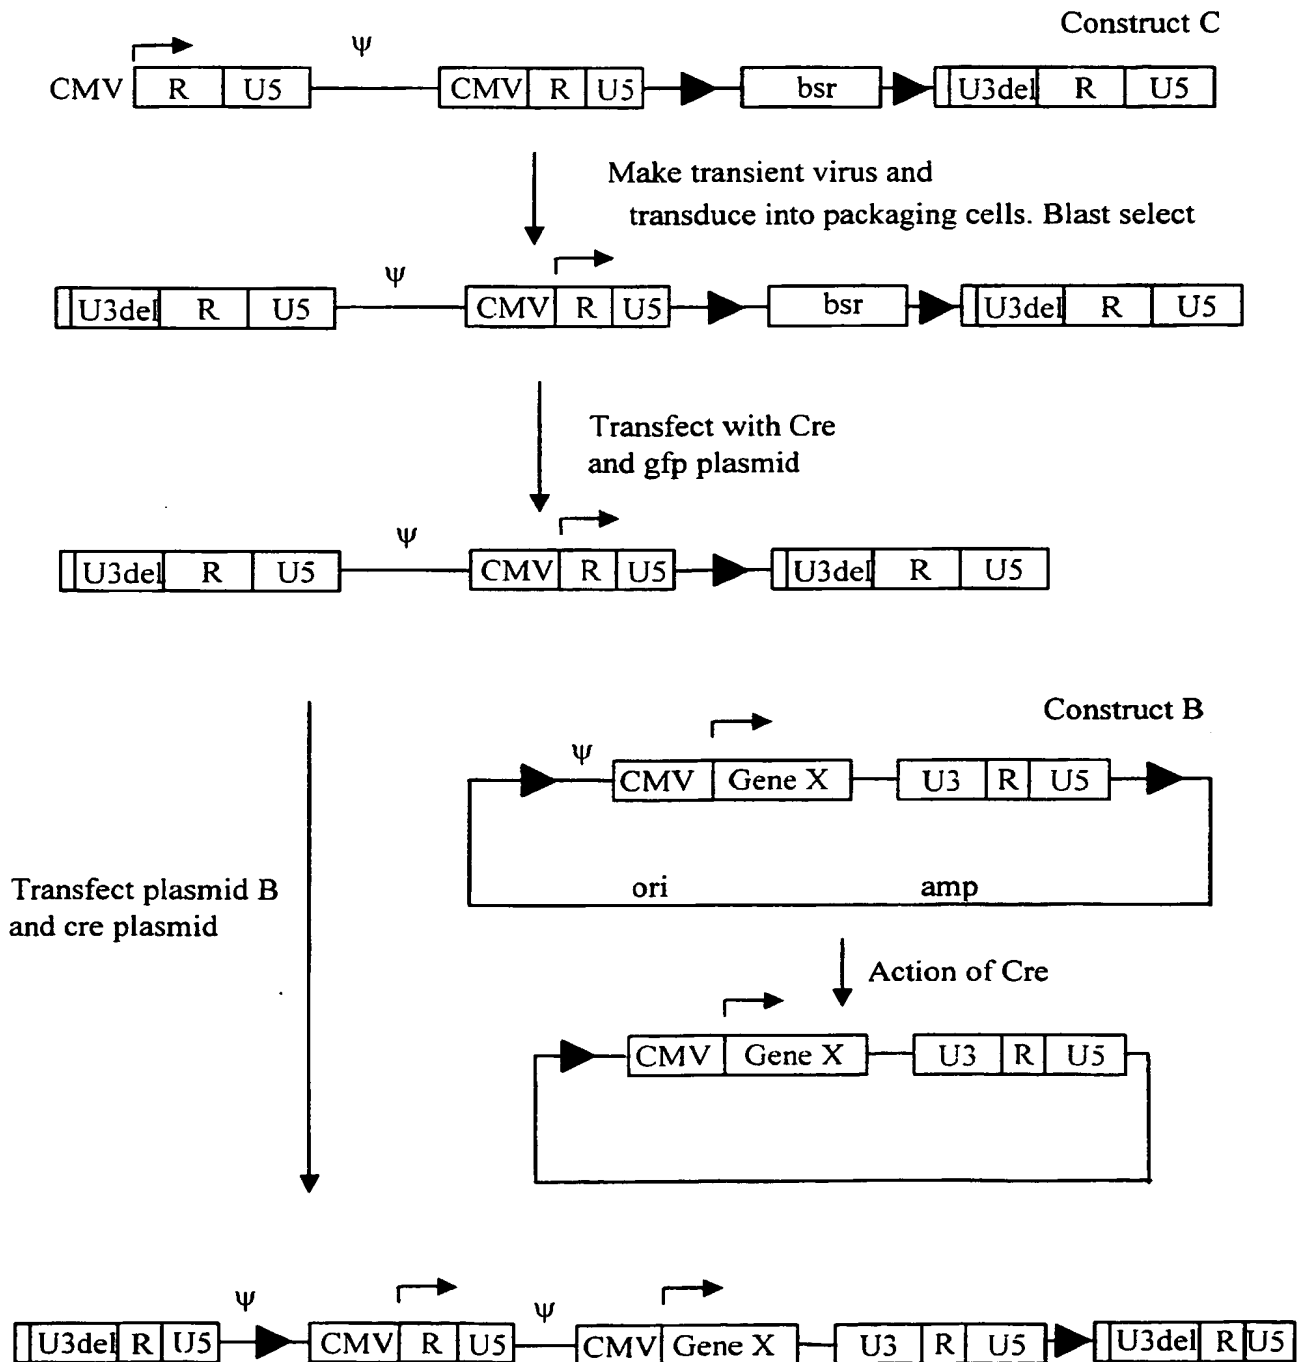 Construct C
ψ
CMV R U5 CMV R U5 bsr U3del R U5
Make transient virus and
transduce into packaging cells. Blast select
ψ
U3del R U5 CMV R U5 bsr U3del R U5
Transfect with Cre
and gfp plasmid
ψ
U3del R U5 CMV R U5 U3del R U5
Construct B
ψ
CMV Gene X U3 R U5
ori amp
Transfect plasmid B
and cre plasmid
Action of Cre
CMV Gene X U3 R U5
ψ ψ
U3del R U5 CMV R U5 CMV Gene X U3 R U5 U3del R U5